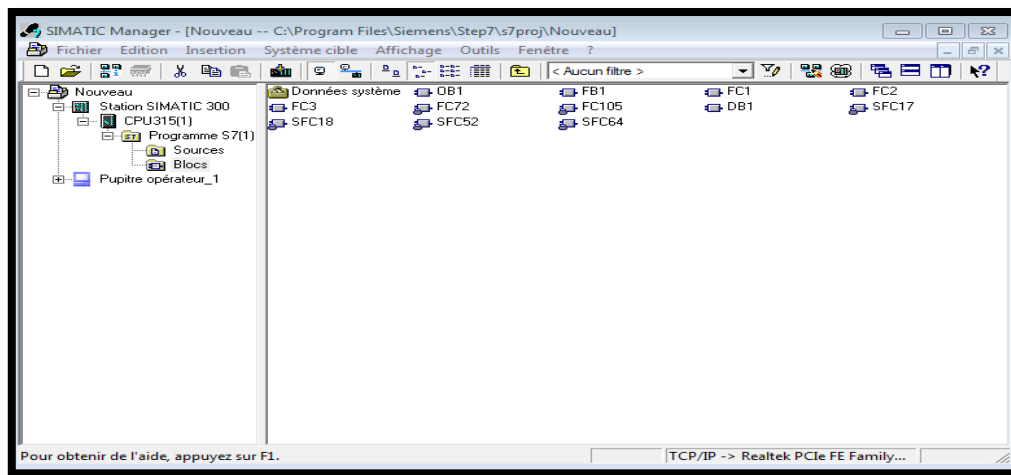 SIMATIC Manager - [Nouveau -- C:\Program Files\Siemens\Step7\s7proj\Nouveau]
Fichier Edition Insertion Système cible Affichage Outils Fenêtre ?
< Aucun filtre >
Nouveau
Station SIMATIC 300
CPU315(1)
Programme S7(1)
Sources
Blocs
Pupitre opérateur_1
Données système OB1 FB1 FC1 FC2
FC3 FC72 FC105 DB1 SFC17
SFC18 SFC52 SFC64
Pour obtenir de l'aide, appuyez sur F1.
TCP/IP -> Realtek PCIe FE Family...